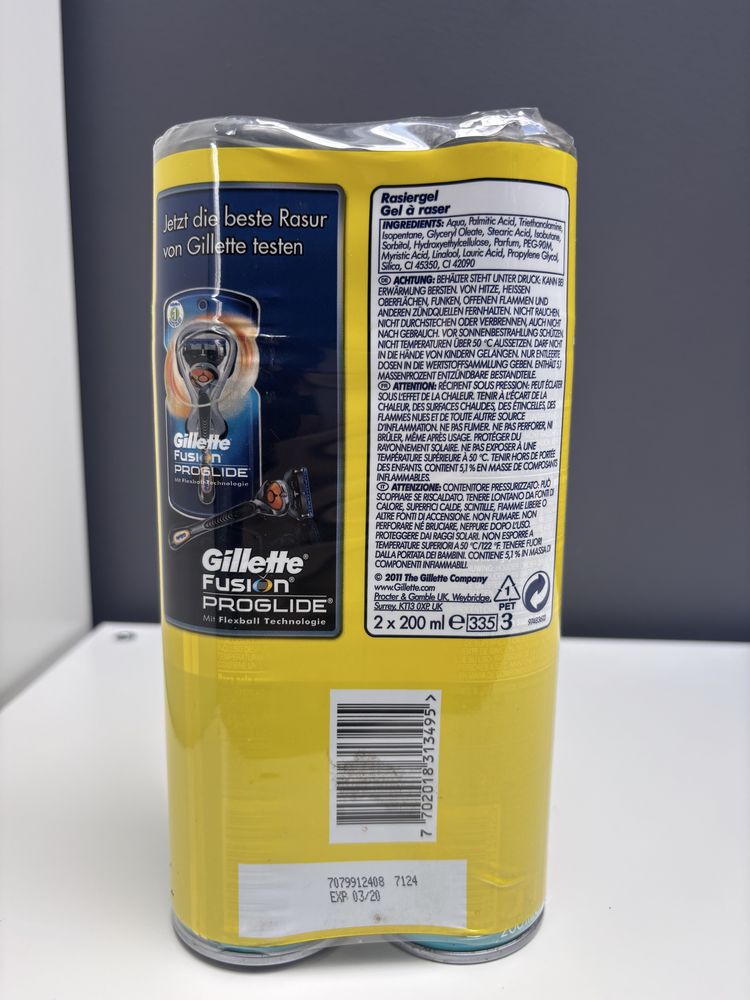 Jetzt die beste Rasur
von Gillette testen
Gillette
Fusion
PROGLIDE
Mit Flexball Technologie
Gillette®
Fusion®
PROGLIDE®
Mit Flexball Technologie
Rasiergel
Gel à raser
INGREDIENTS: Aqua, Palmitic Acid, Triethanolamine,
Isopentane, Glyceryl Oleate, Stearic Acid, Isobutane,
Sorbitol, Hydroxyethylcellulose, Parfum, PEG-90M,
Myristic Acid, Linalool, Lauric Acid, Propylene Glycol,
Silica, CI 45350, CI 42090
DE ACHTUNG: BEHÄLTER STEHT UNTER DRUCK: KANN BEI
ERWÄRMUNG BERSTEN. VON HITZE, HEISSEN
OBERFLÄCHEN, FUNKEN, OFFENEN FLAMMEN UND
ANDEREN ZÜNDQUELLEN FERNHALTEN. NICHT RAUCHEN.
NICHT DURCHSTECHEN ODER VERBRENNEN, AUCH NICHT
NACH GEBRAUCH. VOR SONNENBESTRAHLUNG SCHÜTZEN.
NICHT TEMPERATUREN ÜBER 50 °C AUSSETZEN. DARF NICHT
IN DIE HÄNDE VON KINDERN GELANGEN. NUR ENTLEERTE
DOSEN IN DIE WERTSTOFFSAMMLUNG GEBEN. ENTHÄLT 5,1
MASSENPROZENT ENTZÜNDBARE BESTANDTEILE.
FR ATTENTION: RÉCIPIENT SOUS PRESSION: PEUT ÉCLATER
SOUS L'EFFET DE LA CHALEUR. TENIR À L'ÉCART DE LA
CHALEUR, DES SURFACES CHAUDES, DES ÉTINCELLES, DES
FLAMMES NUES ET DE TOUTE AUTRE SOURCE
D'INFLAMMATION. NE PAS FUMER. NE PAS PERFORER, NI
BRÛLER, MÊME APRÈS USAGE. PROTÉGER DU
RAYONNEMENT SOLAIRE. NE PAS EXPOSER À UNE
TEMPÉRATURE SUPÉRIEURE À 50 °C. TENIR HORS DE PORTÉE
DES ENFANTS. CONTIENT 5,1 % EN MASSE DE COMPOSANTS
INFLAMMABLES.
IT ATTENZIONE: CONTENITORE PRESSURIZZATO: PUÒ
SCOPPIARE SE RISCALDATO. TENERE LONTANO DA FONTI DI
CALORE, SUPERFICI CALDE, SCINTILLE, FIAMME LIBERE O
ALTRE FONTI DI ACCENSIONE. NON FUMARE. NON
PERFORARE NÉ BRUCIARE, NEPPURE DOPO L'USO.
PROTEGGERE DAI RAGGI SOLARI. NON ESPORRE A
TEMPERATURE SUPERIORI A 50 °C/122 °F. TENERE FUORI
DALLA PORTATA DEI BAMBINI. CONTIENE 5,1 % IN MASSA DI
COMPONENTI INFIAMMABILI.
© 2011 The Gillette Company
www.Gillette.com
Procter & Gamble UK, Weybridge,
Surrey, KT13 0XP, UK
1
PET
2 x 200 ml e 335 3
7 702018 313495 >
7079912408 7124
EXP 03/20